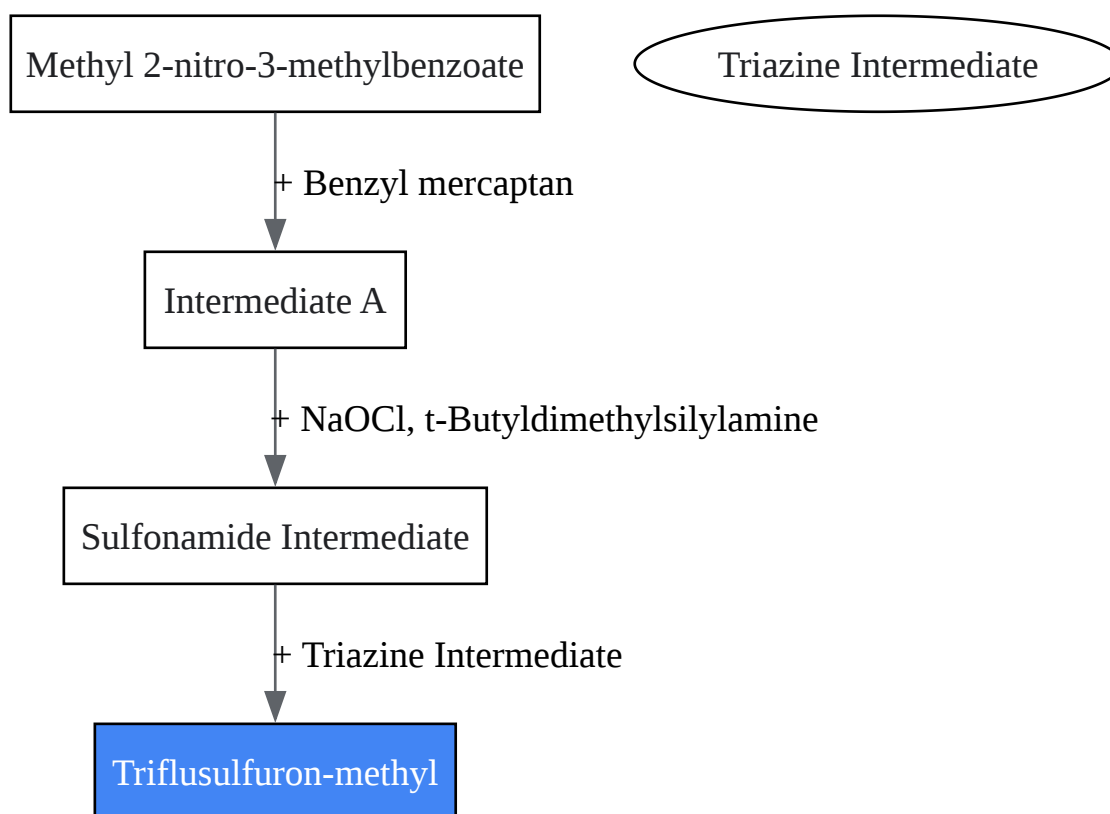 Methyl 2-nitro-3-methylbenzoate
Triazine Intermediate
+ Benzyl mercaptan
Intermediate A
+ NaOCl, t-Butyldimethylsilylamine
Sulfonamide Intermediate
+ Triazine Intermediate
Triflusulfuron-methyl